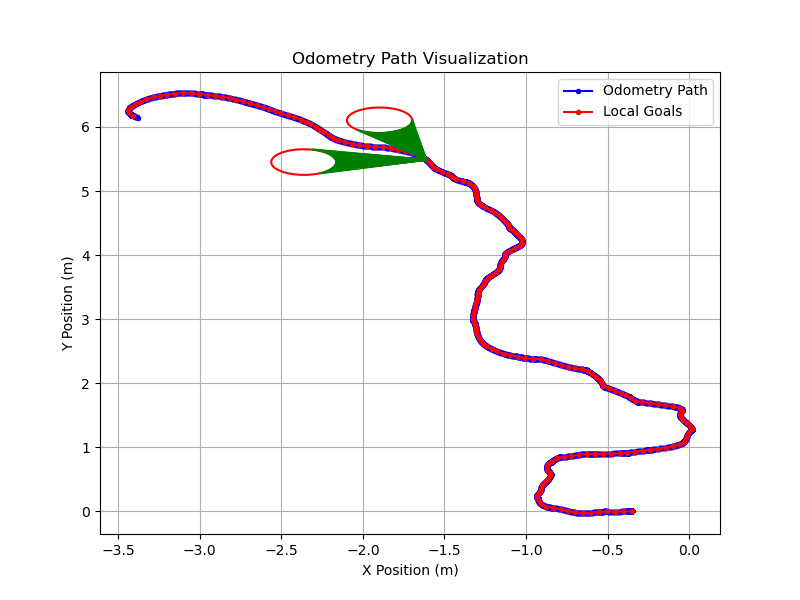 Odometry Path Visualization
Odometry Path
Local Goals
Y Position (m)
6
5
4
3
2
1
0
−3.5 −3.0 −2.5 −2.0 −1.5 −1.0 −0.5 0.0
X Position (m)